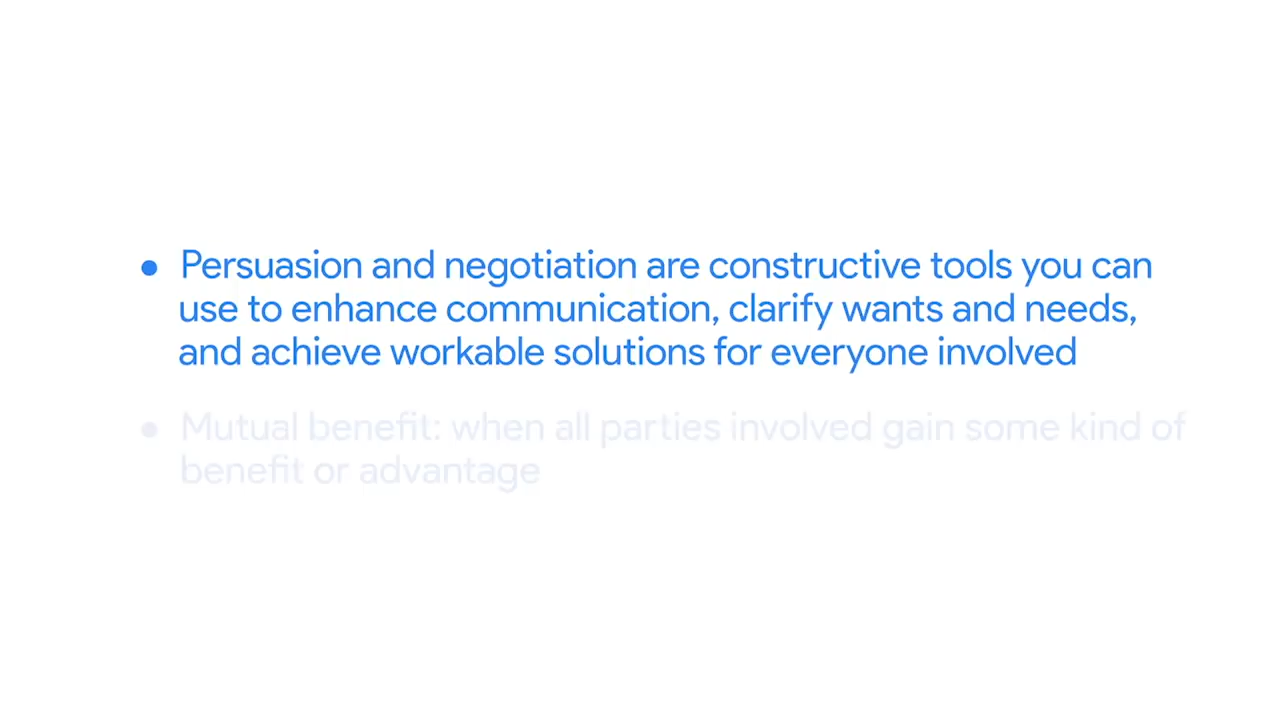 ● Persuasion and negotiation are constructive tools you can
use to enhance communication, clarify wants and needs,
and achieve workable solutions for everyone involved
● Mutual benefit: when all parties involved gain some kind of
benefit or advantage